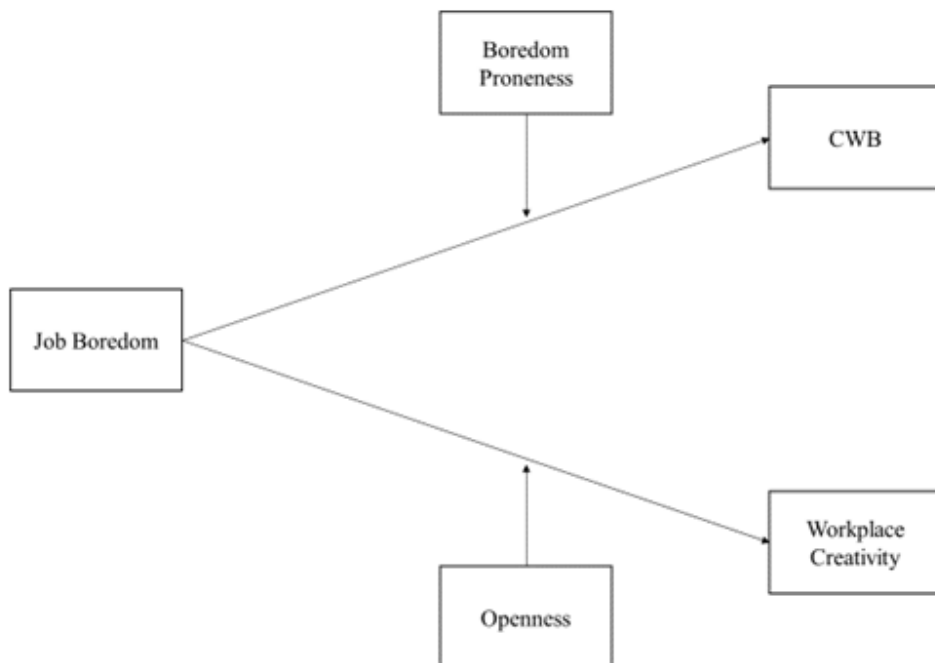 Boredom
Proneness
CWB
Job Boredom
Workplace
Creativity
Openness